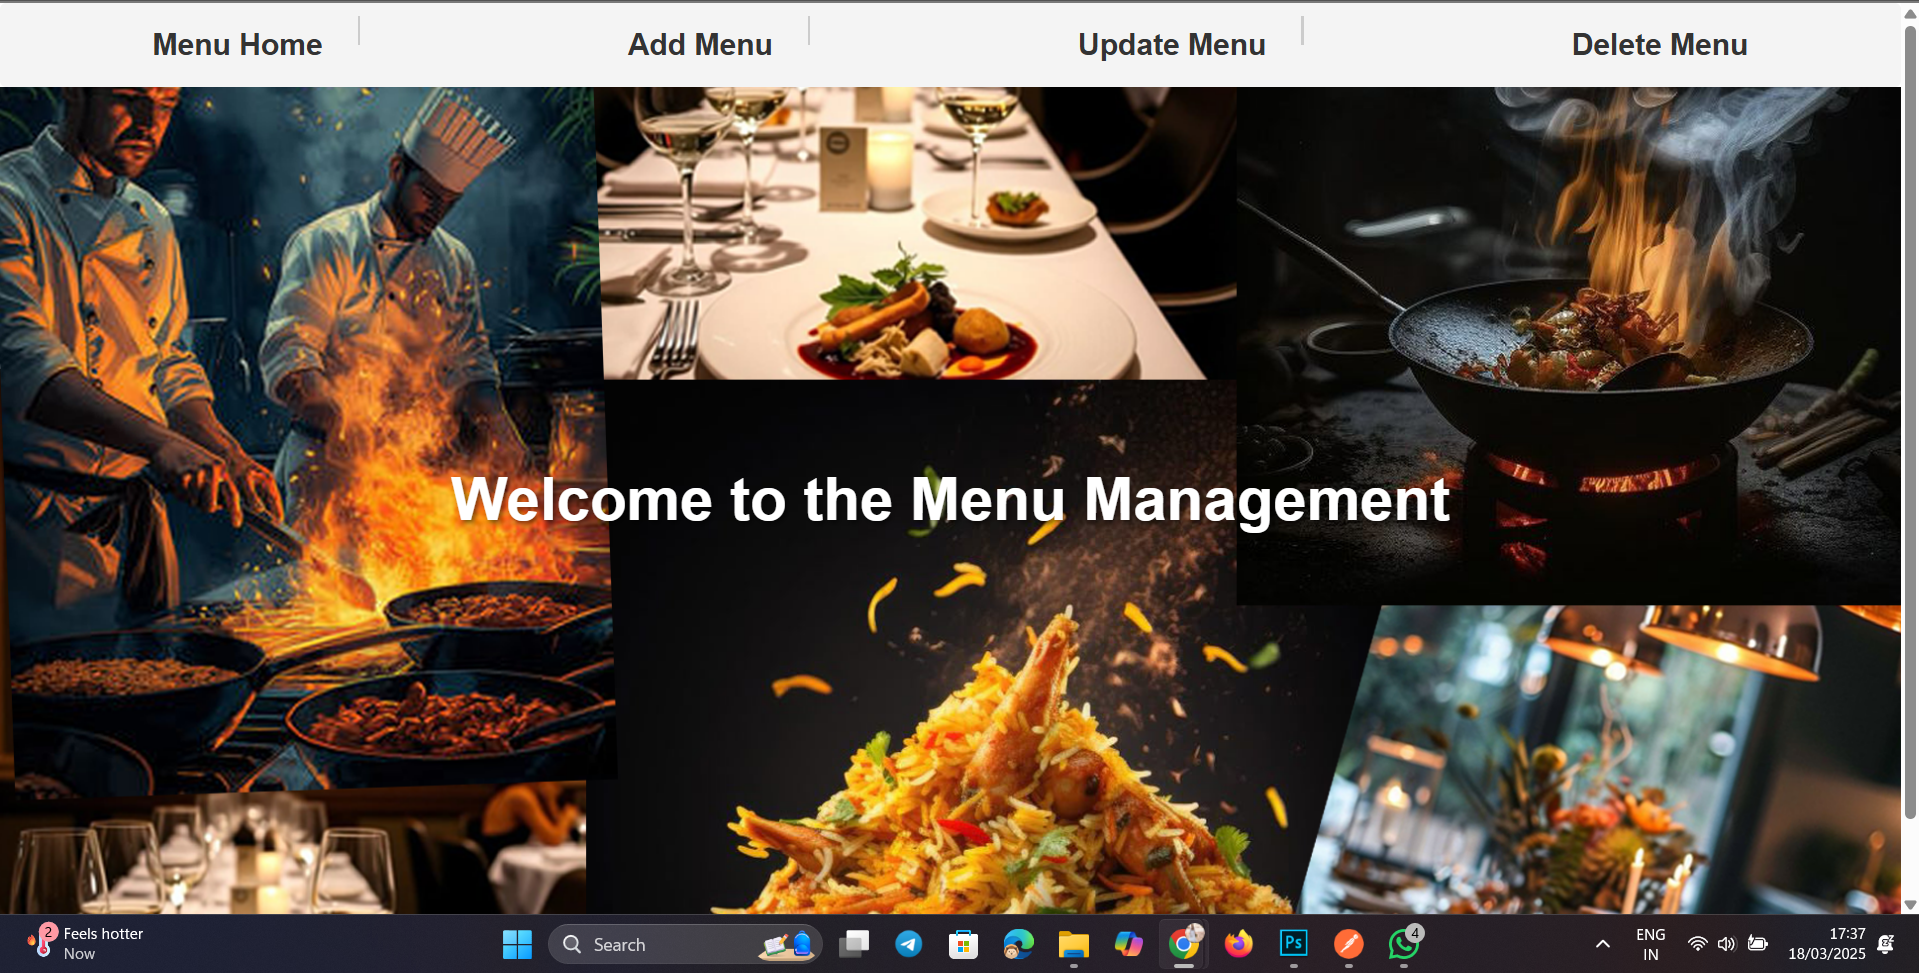 Menu Home
Add Menu
Update Menu
Delete Menu
Welcome to the Menu Management
2
Feels hotter
Now
Search
Ps
4
ENG
IN
17:37
18/03/2025